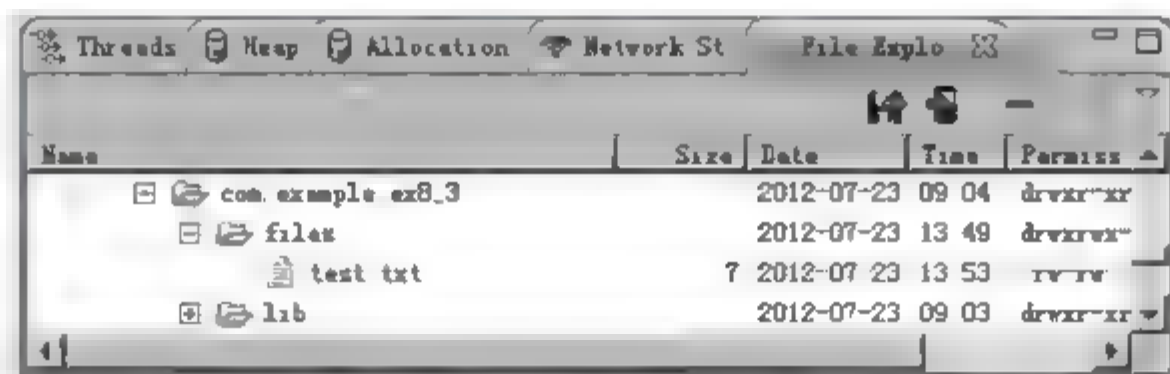 Threads Heap Allocation Network St File Explo
Name Size Date Time Permiss
com.example ex8_3 2012-07-23 09 04 drwxr-xr
files 2012-07-23 13 49 drwxrwx-
test txt 7 2012-07 23 13 53 -rw-rw-
lib 2012-07-23 09 03 drwxr-xr